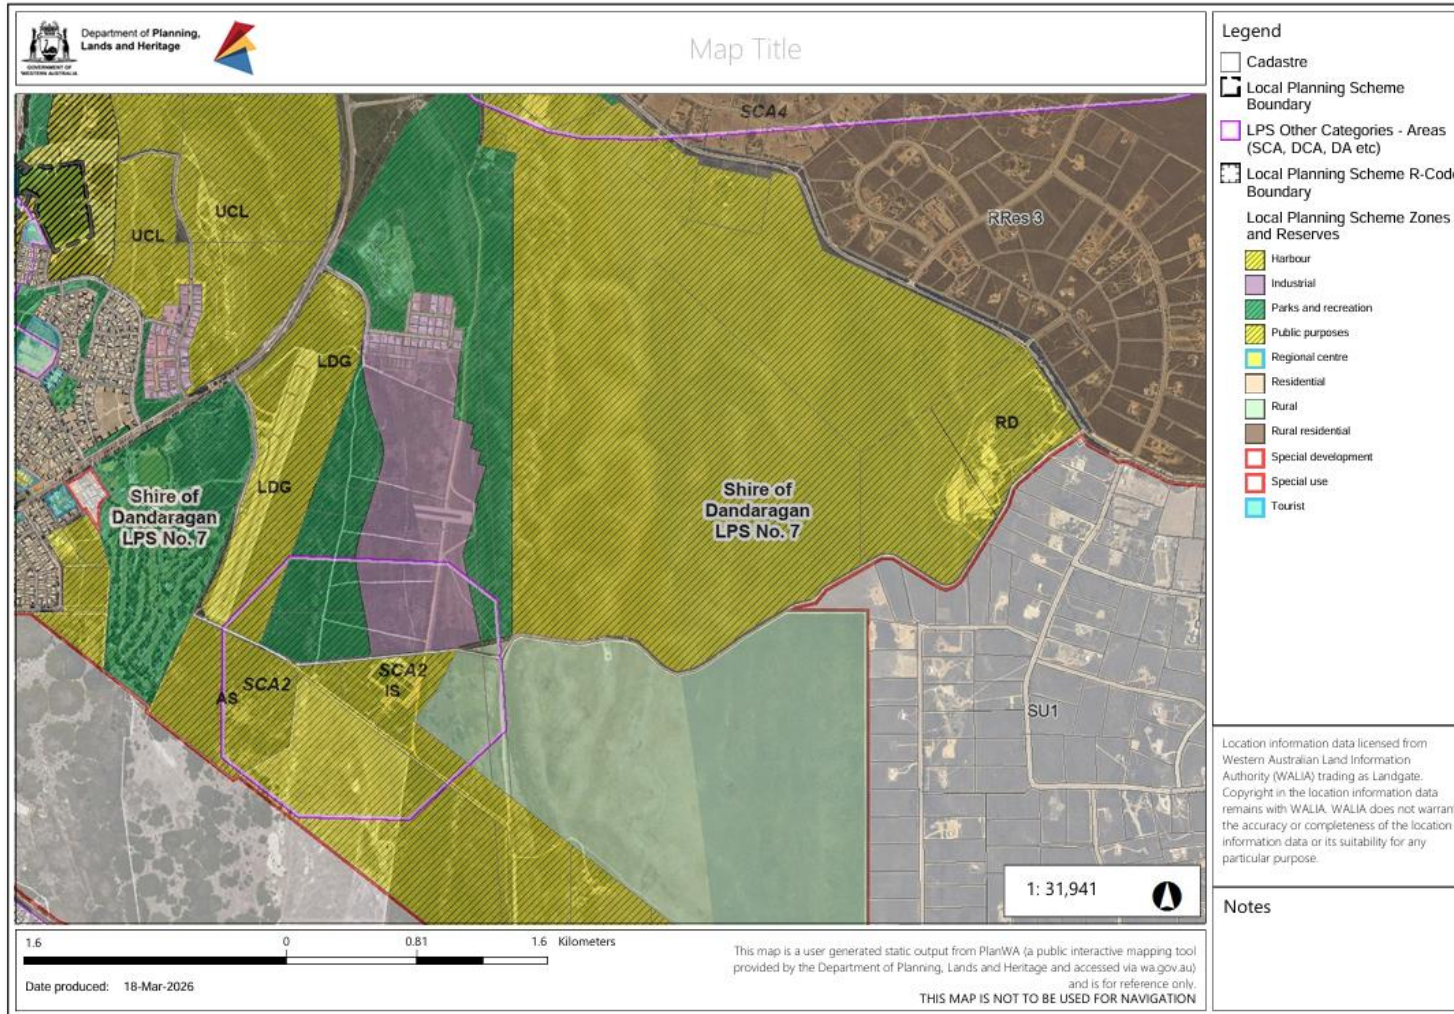 Department of Planning,
Lands and Heritage
GOVERNMENT OF
WESTERN AUSTRALIA
Map Title
SCA4
UCL
UCL
RRes 3
LDG
RD
LDG
Shire of
Dandaragan
LPS No. 7
Shire of
Dandaragan
LPS No. 7
SCA2
SCA2
IS
AS
SU1
1: 31,941
Legend
Cadastre
Local Planning Scheme
Boundary
LPS Other Categories - Areas
(SCA, DCA, DA etc)
Local Planning Scheme R-Code
Boundary
Local Planning Scheme Zones
and Reserves
Harbour
Industrial
Parks and recreation
Public purposes
Regional centre
Residential
Rural
Rural residential
Special development
Special use
Tourist
Location information data licensed from
Western Australian Land Information
Authority (WALIA) trading as Landgate.
Copyright in the location information data
remains with WALIA. WALIA does not warrant
the accuracy or completeness of the location
information data or its suitability for any
particular purpose.
Notes
1.6 0 0.81 1.6 Kilometers
Date produced: 18-Mar-2026
This map is a user generated static output from PlanWA (a public interactive mapping tool
provided by the Department of Planning, Lands and Heritage and accessed via wa.gov.au)
and is for reference only.
THIS MAP IS NOT TO BE USED FOR NAVIGATION